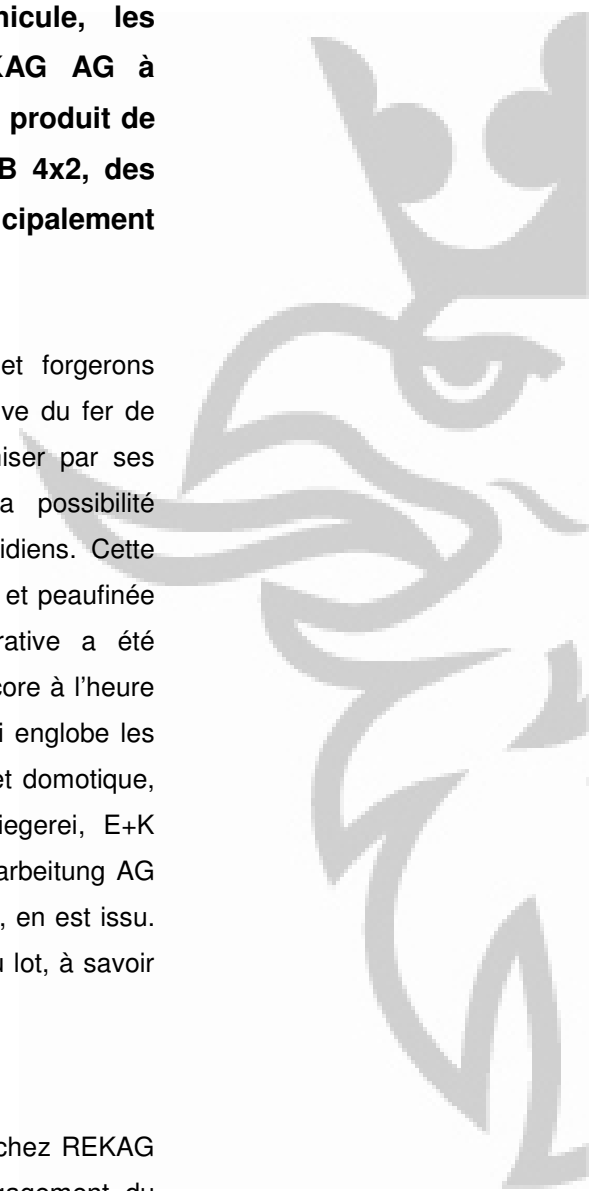 nicule, les
KAG AG à
produit de
B 4x2, des
cipalement
et forgerons
ve du fer de
niser par ses
a possibilité
idiens. Cette
et peaufinée
rative a été
core à l'heure
i englobe les
et domotique,
iegerei, E+K
arbeitung AG
, en est issu.
u lot, à savoir
chez REKAG